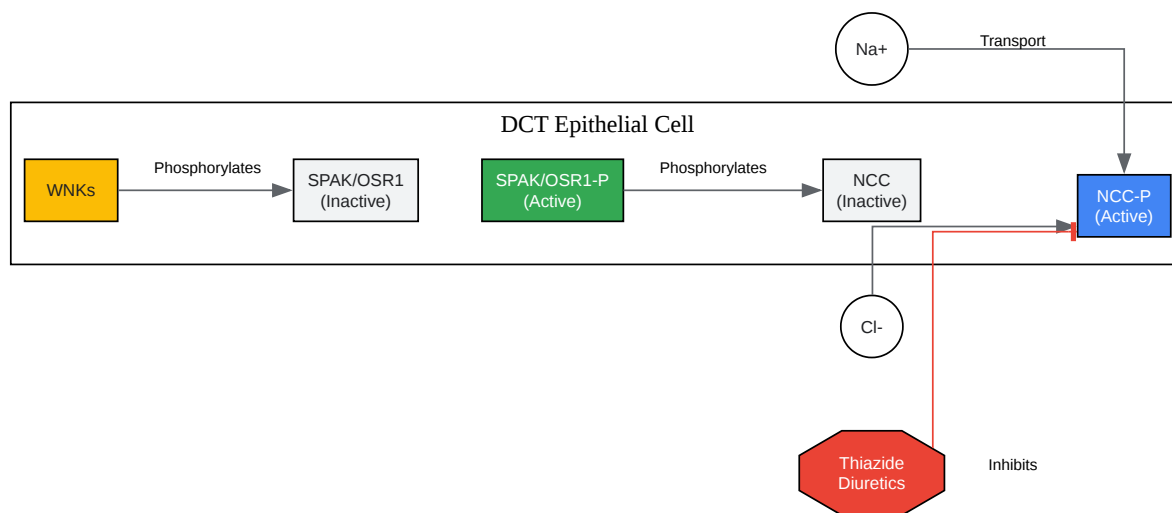 Na+
Transport
DCT Epithelial Cell
WNKs
Phosphorylates
SPAK/OSR1
(Inactive)
SPAK/OSR1-P
(Active)
Phosphorylates
NCC
(Inactive)
NCC-P
(Active)
Cl-
Thiazide
Diuretics
Inhibits